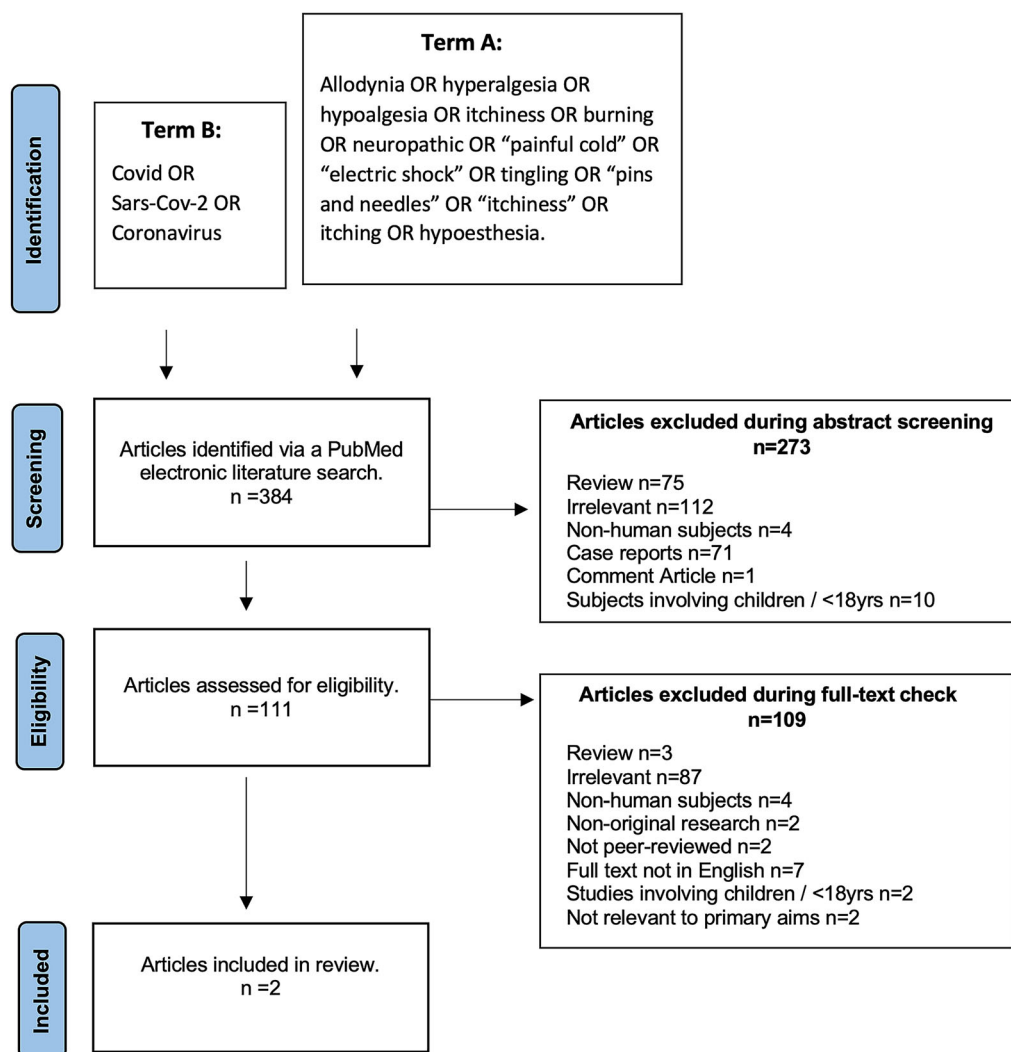 Identification
Term B:
Covid OR
Sars-Cov-2 OR
Coronavirus
Term A:
Allodynia OR hyperalgesia OR
hypoalgesia OR itchiness OR burning
OR neuropathic OR “painful cold” OR
“electric shock” OR tingling OR “pins
and needles” OR “itchiness” OR
itching OR hypoesthesia.
Screening
Articles identified via a PubMed
electronic literature search.
n =384
Articles excluded during abstract screening
n=273
Review n=75
Irrelevant n=112
Non-human subjects n=4
Case reports n=71
Comment Article n=1
Subjects involving children / <18yrs n=10
Eligibility
Articles assessed for eligibility.
n =111
Articles excluded during full-text check
n=109
Review n=3
Irrelevant n=87
Non-human subjects n=4
Non-original research n=2
Not peer-reviewed n=2
Full text not in English n=7
Studies involving children / <18yrs n=2
Not relevant to primary aims n=2
Included
Articles included in review.
n =2